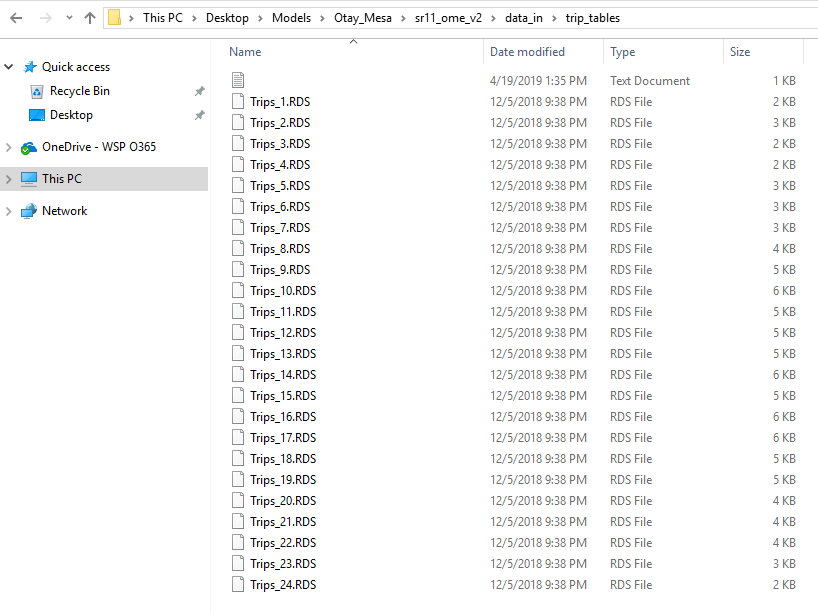 This PC > Desktop > Models > Otay_Mesa > sr11_ome_v2 > data_in > trip_tables
Quick access
Recycle Bin
Desktop
OneDrive - WSP O365
This PC
Network
Name Date modified Type Size
4/19/2019 1:35 PM Text Document 1 KB
Trips_1.RDS 12/5/2018 9:38 PM RDS File 2 KB
Trips_2.RDS 12/5/2018 9:38 PM RDS File 3 KB
Trips_3.RDS 12/5/2018 9:38 PM RDS File 2 KB
Trips_4.RDS 12/5/2018 9:38 PM RDS File 2 KB
Trips_5.RDS 12/5/2018 9:38 PM RDS File 3 KB
Trips_6.RDS 12/5/2018 9:38 PM RDS File 3 KB
Trips_7.RDS 12/5/2018 9:38 PM RDS File 3 KB
Trips_8.RDS 12/5/2018 9:38 PM RDS File 4 KB
Trips_9.RDS 12/5/2018 9:38 PM RDS File 5 KB
Trips_10.RDS 12/5/2018 9:38 PM RDS File 6 KB
Trips_11.RDS 12/5/2018 9:38 PM RDS File 5 KB
Trips_12.RDS 12/5/2018 9:38 PM RDS File 5 KB
Trips_13.RDS 12/5/2018 9:38 PM RDS File 5 KB
Trips_14.RDS 12/5/2018 9:38 PM RDS File 6 KB
Trips_15.RDS 12/5/2018 9:38 PM RDS File 5 KB
Trips_16.RDS 12/5/2018 9:38 PM RDS File 6 KB
Trips_17.RDS 12/5/2018 9:38 PM RDS File 6 KB
Trips_18.RDS 12/5/2018 9:38 PM RDS File 5 KB
Trips_19.RDS 12/5/2018 9:38 PM RDS File 5 KB
Trips_20.RDS 12/5/2018 9:38 PM RDS File 4 KB
Trips_21.RDS 12/5/2018 9:38 PM RDS File 4 KB
Trips_22.RDS 12/5/2018 9:38 PM RDS File 4 KB
Trips_23.RDS 12/5/2018 9:38 PM RDS File 3 KB
Trips_24.RDS 12/5/2018 9:38 PM RDS File 2 KB